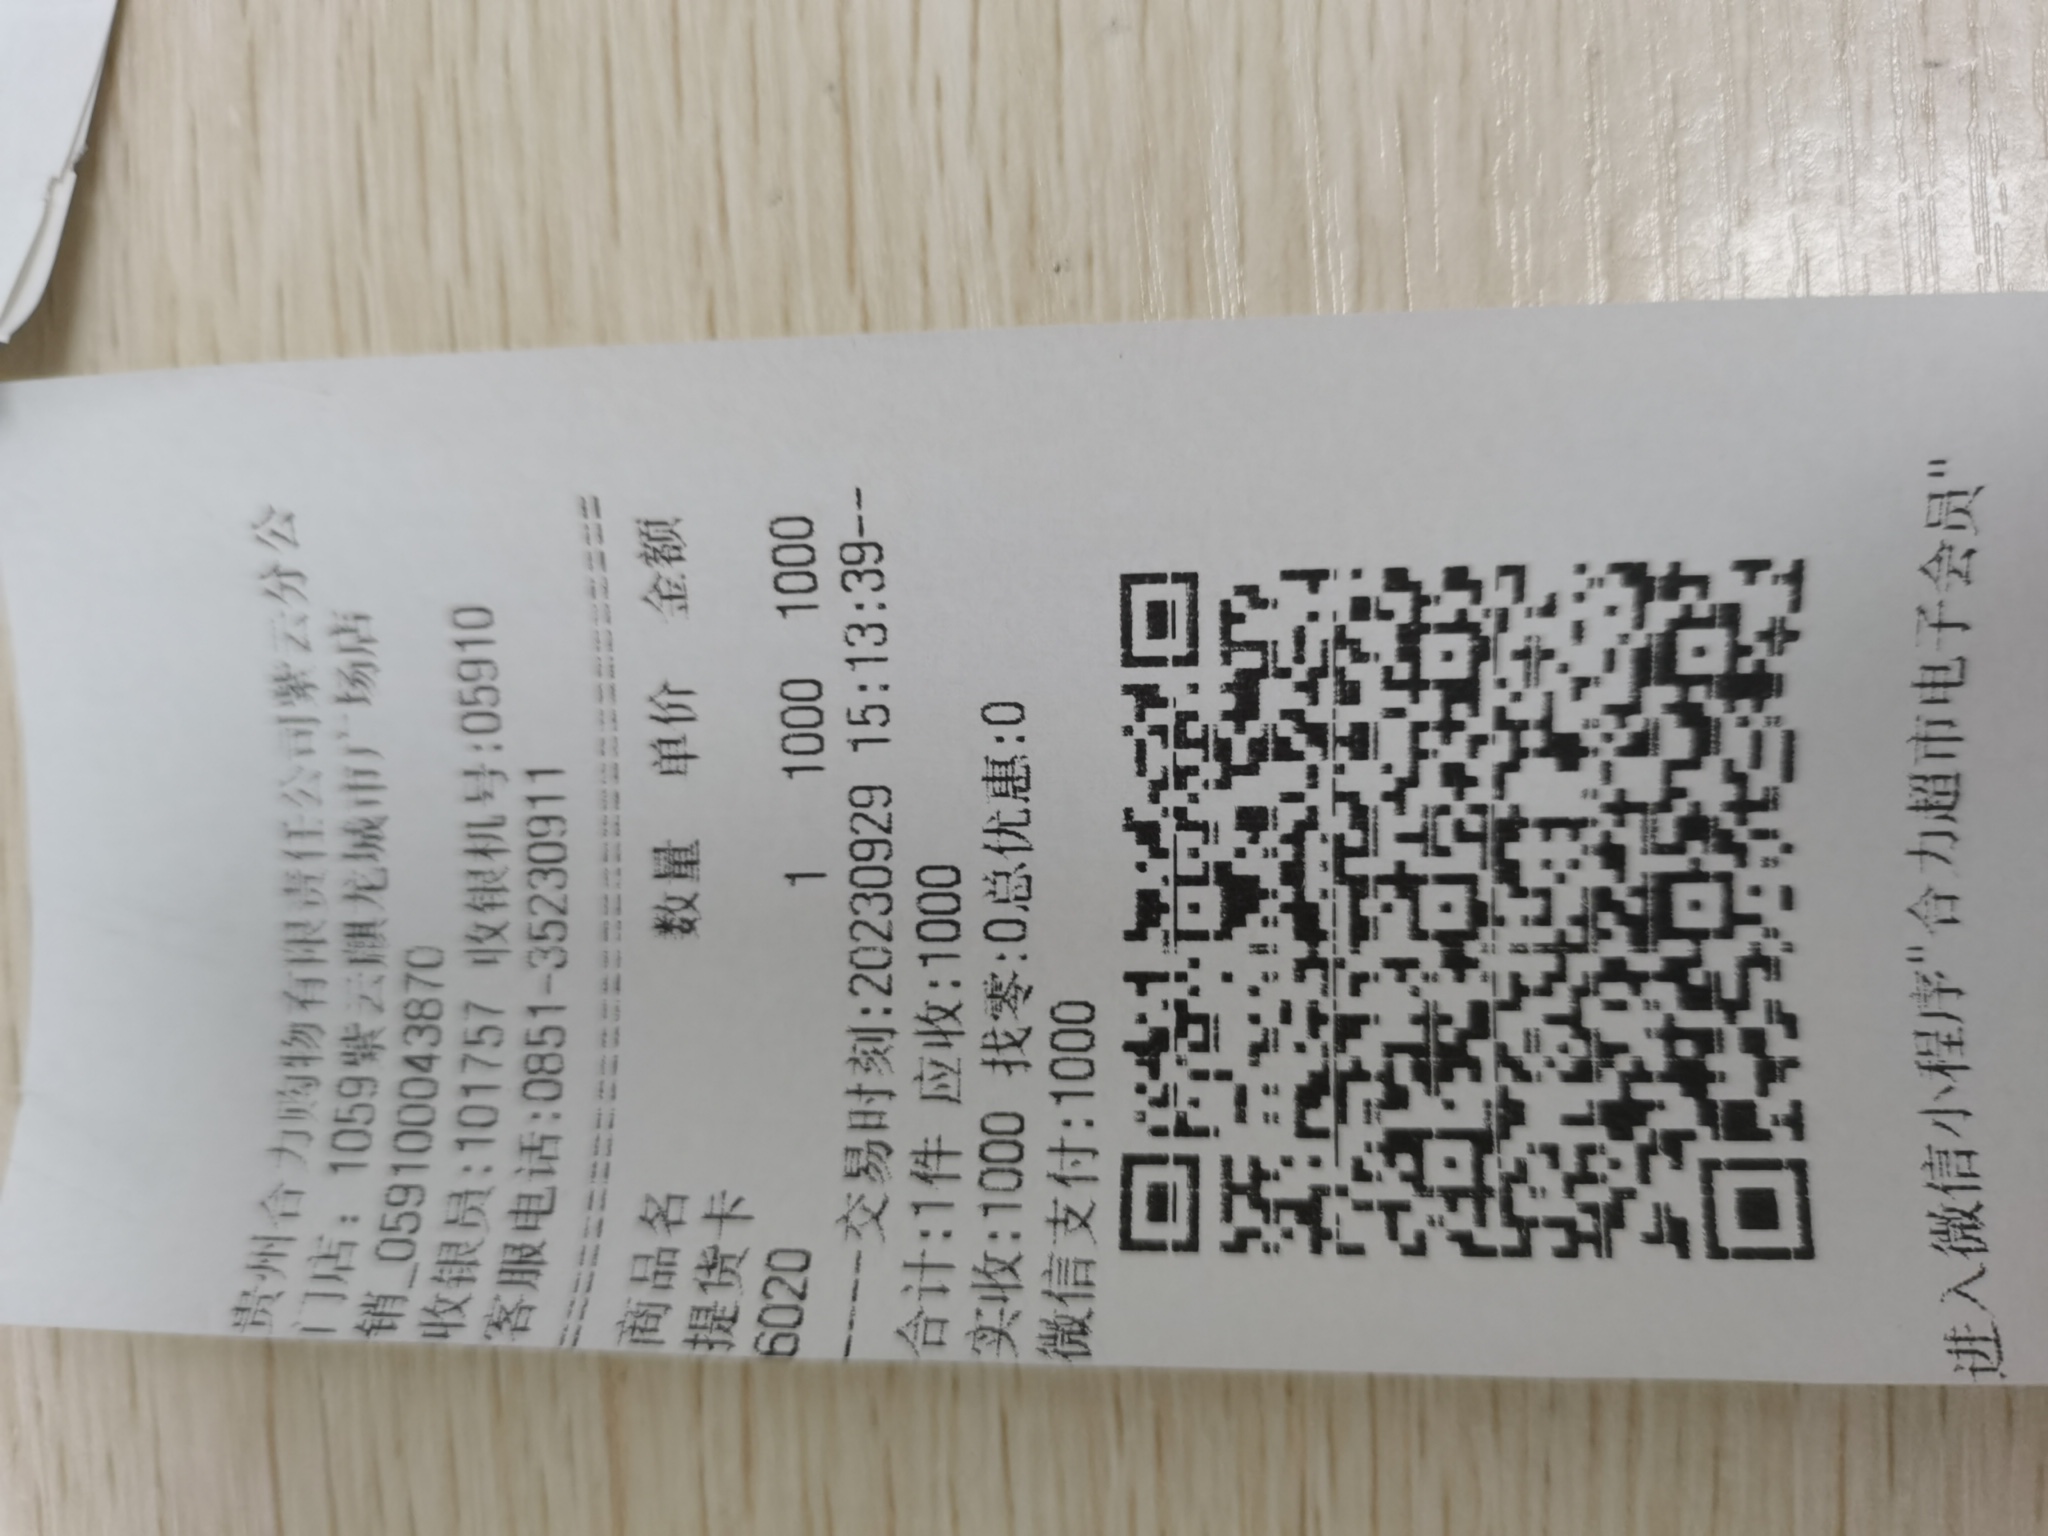 贵州合力购物有限责任公司紫云分公
门店: 1059紫云麒龙城市广场店
销_0591000043870
收银员:101757 收银机号:05910
客服电话:0851-35230911
商品名 数量 单价 金额
提货卡
6020 1 1000 1000
-----交易时刻:20230929 15:13:39--
合计:1件 应收:1000
实收:1000 找零:0总优惠:0
微信支付:1000
进入微信小程序"合力超市电子会员"